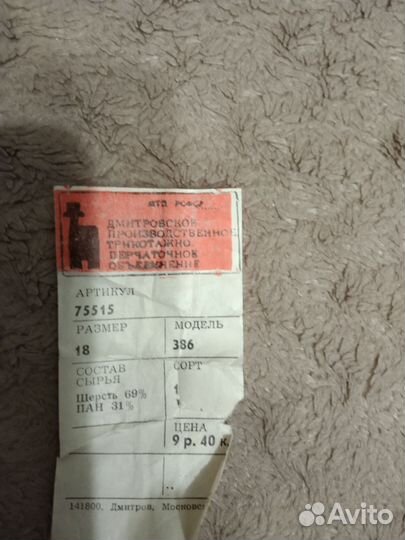 МТП РСФСР
ДМИТРОВСКОЕ
ПРОИЗВОДСТВЕННОЕ
ТРИКОТАЖНО
ПЕРЧАТОЧНОЕ
ОБЪЕДИНЕНИЕ
АРТИКУЛ
75515
РАЗМЕР МОДЕЛЬ
18 386
СОСТАВ СЫРЬЯ СОРТ
Шерсть 69% 1
ПАН 31%
ЦЕНА
9 р. 40 к.
141800, Дмитров, Московс
Avito